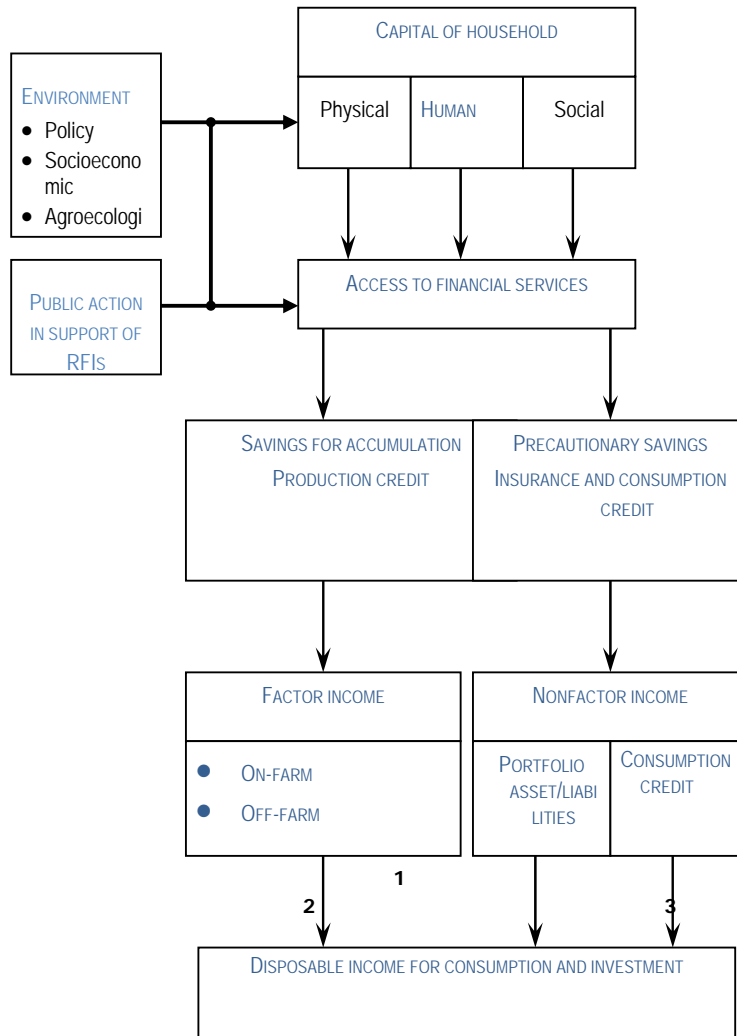 CAPITAL OF HOUSEHOLD
Physical
HUMAN
Social
ENVIRONMENT
● Policy
● Socioecono
mic
● Agroecologi
PUBLIC ACTION
IN SUPPORT OF
RFIS
ACCESS TO FINANCIAL SERVICES
SAVINGS FOR ACCUMULATION
PRODUCTION CREDIT
PRECAUTIONARY SAVINGS
INSURANCE AND CONSUMPTION
CREDIT
FACTOR INCOME
● ON-FARM
● OFF-FARM
NONFACTOR INCOME
PORTFOLIO
ASSET/LIABI
LITIES
CONSUMPTION
CREDIT
1
2
3
DISPOSABLE INCOME FOR CONSUMPTION AND INVESTMENT